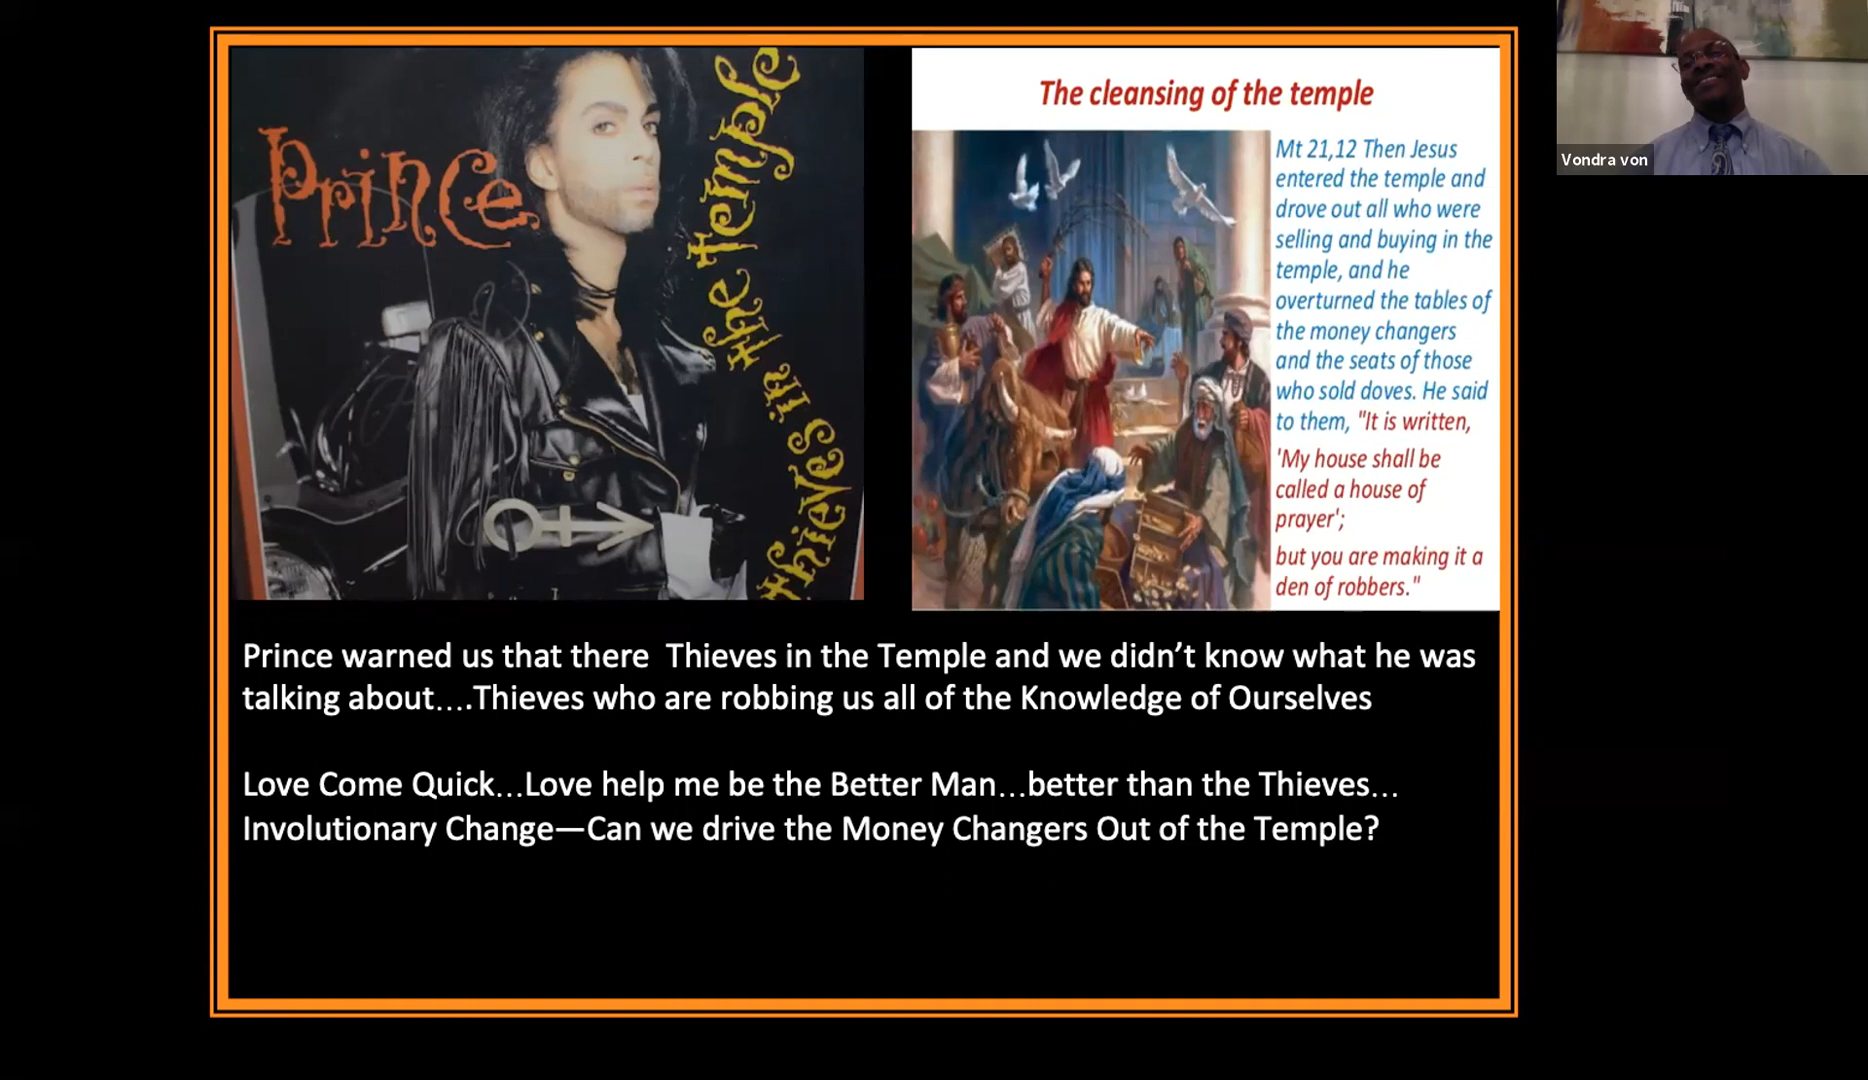 Prince
Thieves in the Temple
The cleansing of the temple
Mt 21,12 Then Jesus
entered the temple and
drove out all who were
selling and buying in the
temple, and he
overturned the tables of
the money changers
and the seats of those
who sold doves. He said
to them, "It is written,
'My house shall be
called a house of
prayer';
but you are making it a
den of robbers."
Vondra von
Prince warned us that there  Thieves in the Temple and we didn't know what he was
talking about….Thieves who are robbing us all of the Knowledge of Ourselves
Love Come Quick…Love help me be the Better Man…better than the Thieves…
Involutionary Change—Can we drive the Money Changers Out of the Temple?